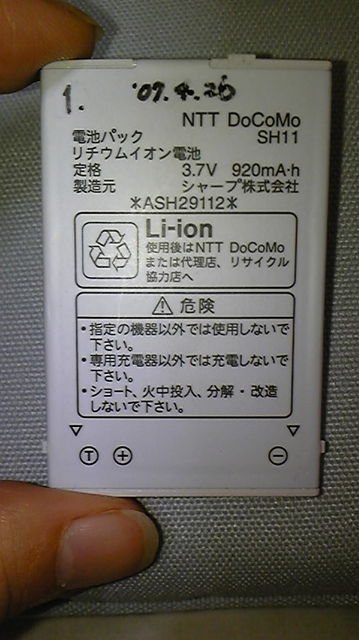 1. '07.4.26
NTT DoCoMo
電池パック SH11
リチウムイオン電池
定格 3.7V 920mA・h
製造元 シャープ株式会社
*ASH29112*
Li-ion
使用後はNTT DoCoMo
または代理店、リサイクル
協力店へ
⚠ 危険
・指定の機器以外では使用しないで
下さい。
・専用充電器以外では充電しないで
下さい。
・ショート、火中投入、分解・改造
しないで下さい。
T + −